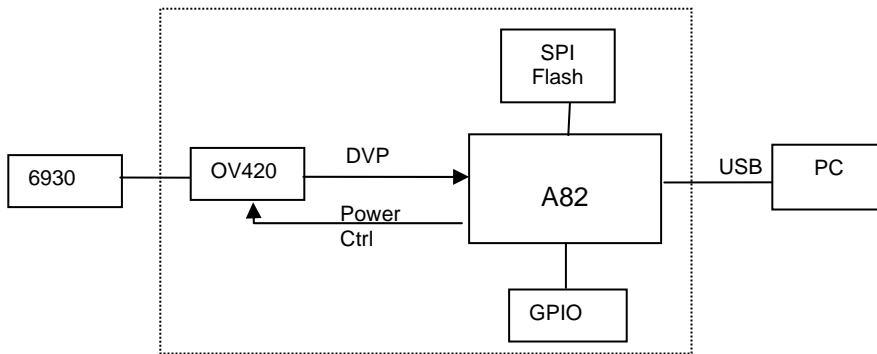 SPI
Flash
6930
OV420
DVP
A82
USB
PC
Power
Ctrl
GPIO